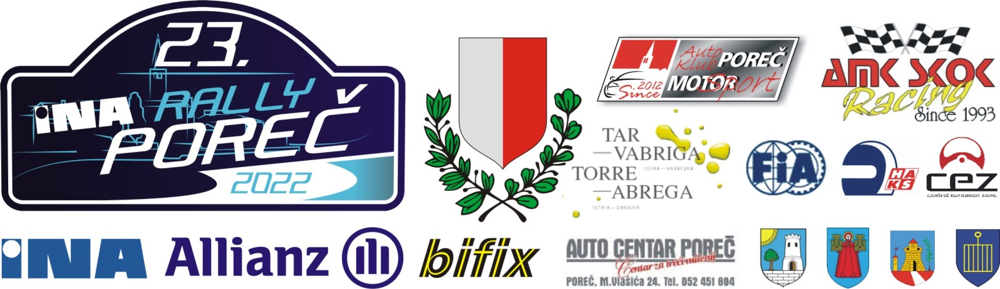 23.
INA RALLY
POREČ
2022
Auto
Klub POREČ
MOTOR Sport
2012
Since
AMK SKOK
Racing
Since 1993
TAR
—VABRIGA
ISTRA—HRVATSKA
TORRE
—ABREGA
ISTRIA—CROAZIA
FiA
HA
KŠ
cez
central european zone
iNA
Allianz
bifix
AUTO CENTAR POREČ
Centar za treći milenij
POREČ, M.Vlašića 24. Tel. 052 451 804